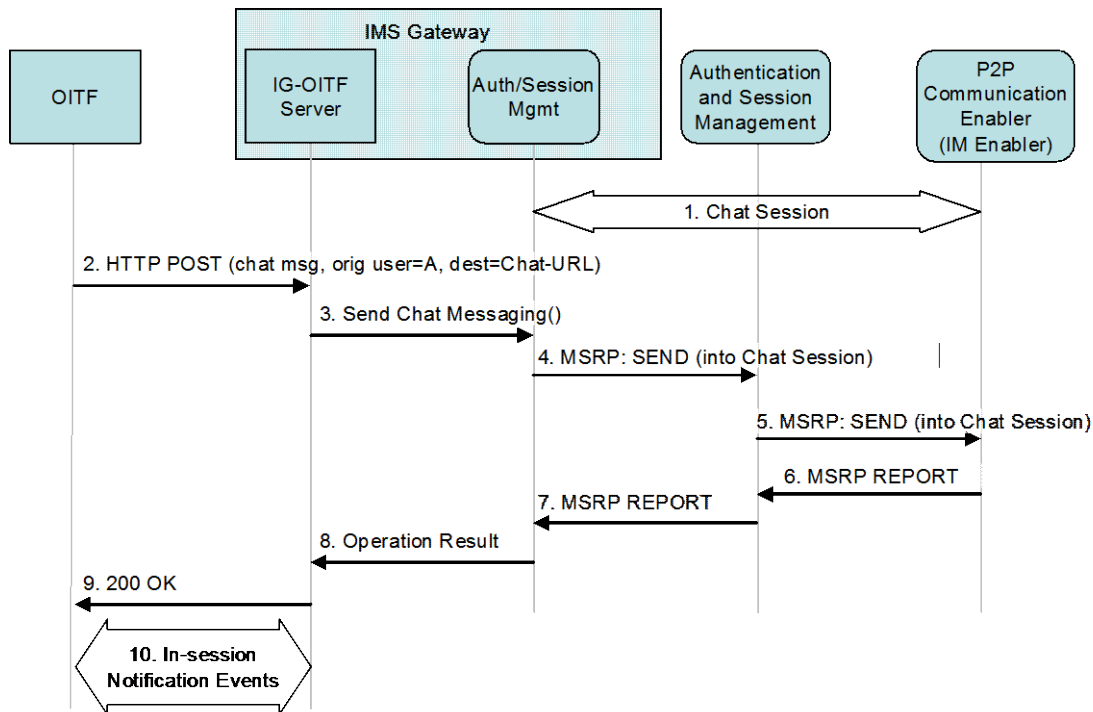 IMS Gateway
OITF
IG-OITF
Server
Auth/Session
Mgmt
Authentication
and Session
Management
P2P
Communication
Enabler
(IM Enabler)
1. Chat Session
2. HTTP POST (chat msg, orig user=A, dest=Chat-URL)
3. Send Chat Messaging()
4. MSRP: SEND (into Chat Session)
5. MSRP: SEND (into Chat Session)
6. MSRP REPORT
7. MSRP REPORT
8. Operation Result
9. 200 OK
10. In-session
Notification Events